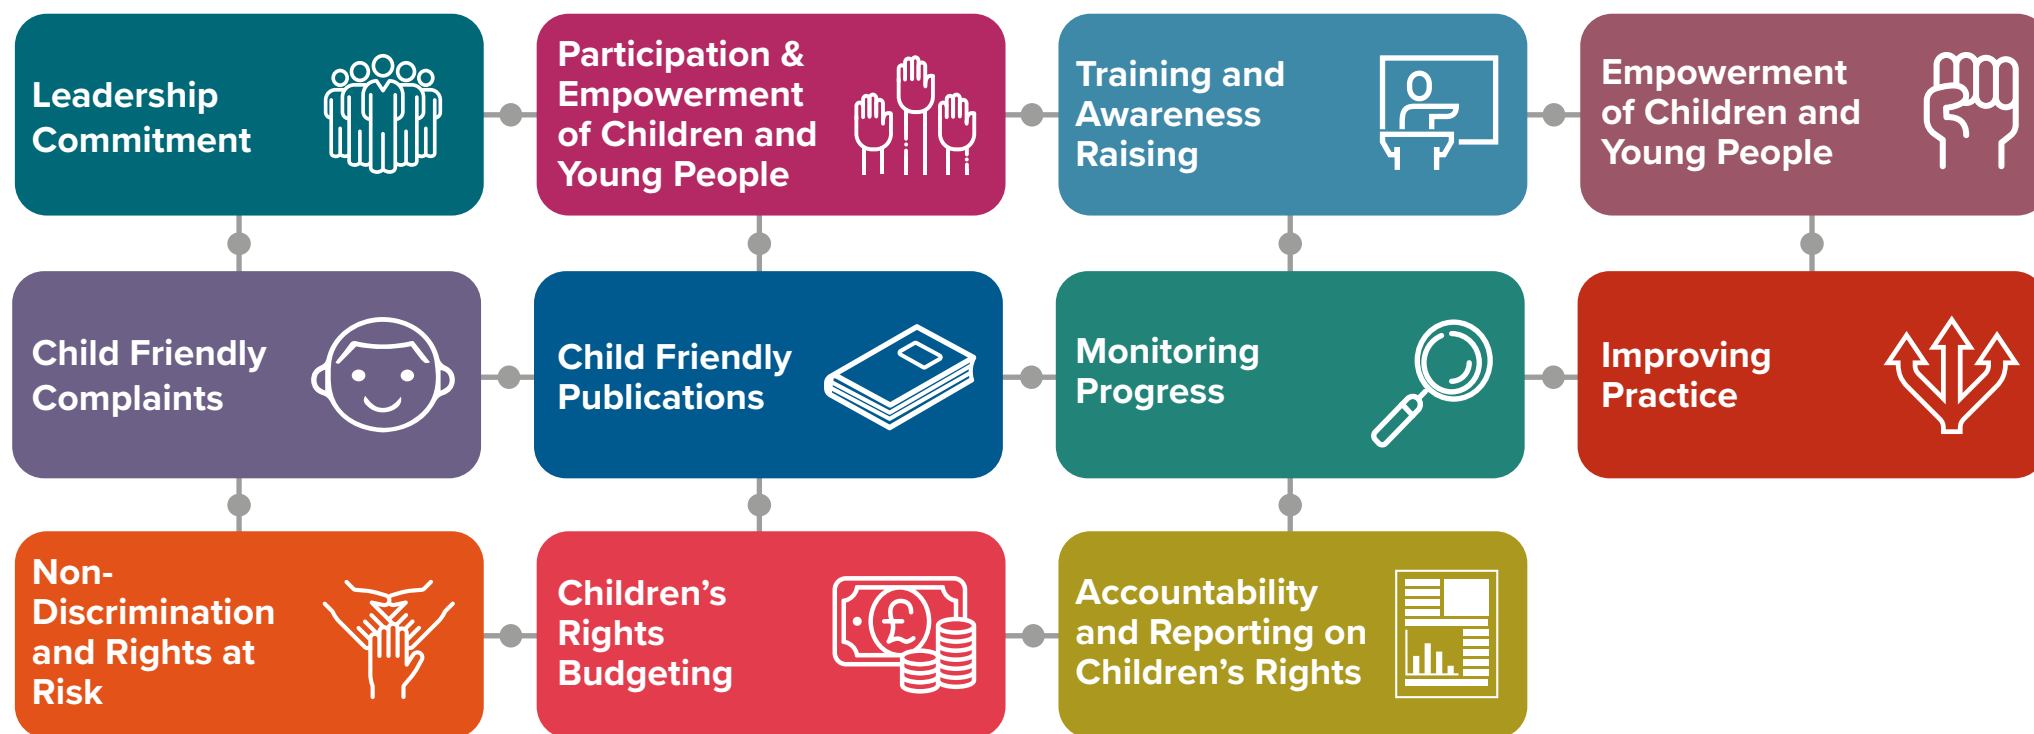 Leadership
Commitment
Participation &
Empowerment
of Children and
Young People
Training and
Awareness
Raising
Empowerment
of Children and
Young People
Child Friendly
Complaints
Child Friendly
Publications
Monitoring
Progress
Improving
Practice
Non-
Discrimination
and Rights at
Risk
Children’s
Rights
Budgeting
£
Accountability
and Reporting on
Children’s Rights